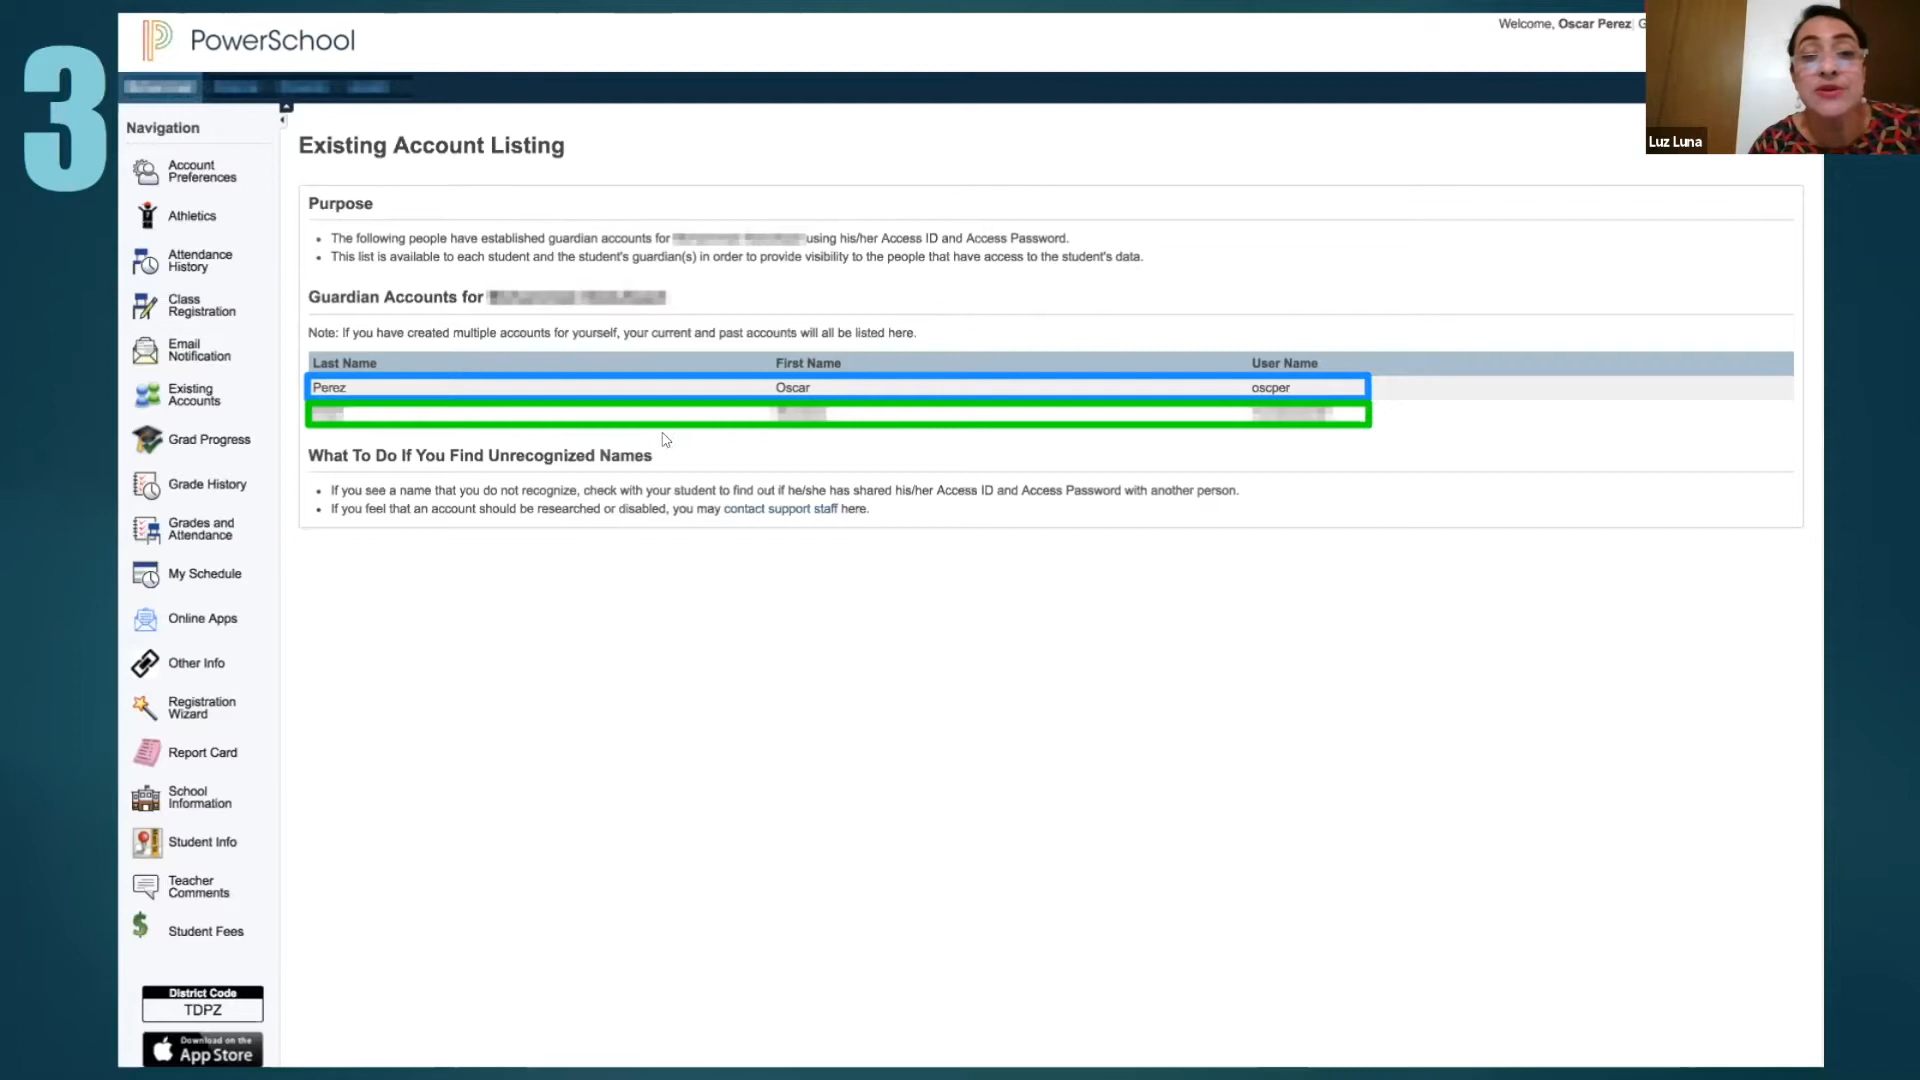 3
PowerSchool
Welcome, Oscar Perez
Luz Luna
Navigation
Account
Preferences
Athletics
Attendance
History
Class
Registration
Email
Notification
Existing
Accounts
Grad Progress
Grade History
Grades and
Attendance
My Schedule
Online Apps
Other Info
Registration
Wizard
Report Card
School
Information
Student Info
Teacher
Comments
Student Fees
District Code
TDPZ
Download on the
App Store
Existing Account Listing
Purpose
The following people have established guardian accounts for using his/her Access ID and Access Password.
This list is available to each student and the student's guardian(s) in order to provide visibility to the people that have access to the student's data.
Guardian Accounts for
Note: If you have created multiple accounts for yourself, your current and past accounts will all be listed here.
Last Name First Name User Name
Perez Oscar oscper
What To Do If You Find Unrecognized Names
If you see a name that you do not recognize, check with your student to find out if he/she has shared his/her Access ID and Access Password with another person.
If you feel that an account should be researched or disabled, you may contact support staff here.